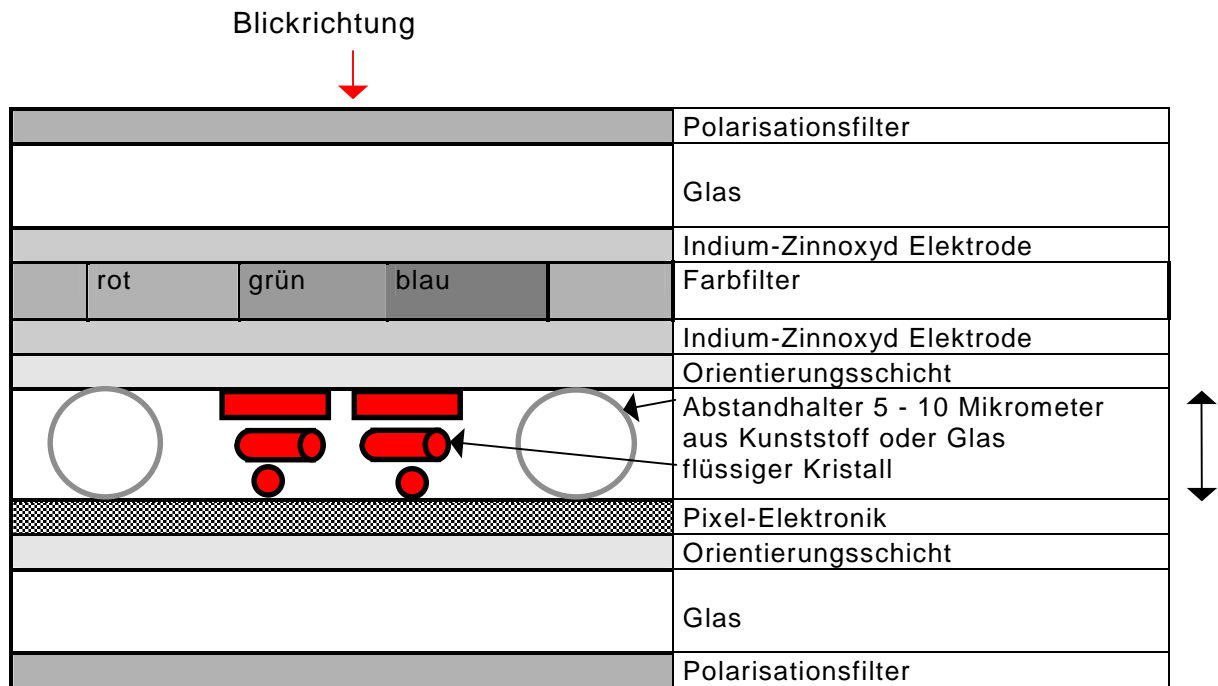 Blickrichtung
Polarisationsfilter
Glas
Indium-Zinnoxyd Elektrode
rot grün blau Farbfilter
Indium-Zinnoxyd Elektrode
Orientierungsschicht
Abstandhalter 5 - 10 Mikrometer
aus Kunststoff oder Glas
flüssiger Kristall
Pixel-Elektronik
Orientierungsschicht
Glas
Polarisationsfilter